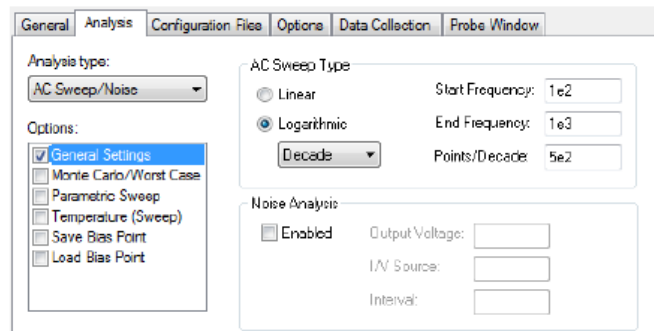 General Analysis Configuration Files Options Data Collection Probe Window
Analysis type:
AC Sweep/Noise
Options:
General Settings
Monte Carlo/Worst Case
Parametric Sweep
Temperature (Sweep)
Save Bias Point
Load Bias Point
AC Sweep Type
Linear
Logarithmic
Decade
Start Frequency: 1e2
End Frequency: 1e3
Points/Decade: 5e2
Noise Analysis
Enabled
Output Voltage:
I/V Source:
Interval: